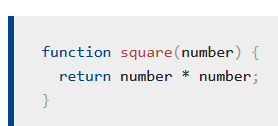 function square(number) {
  return number * number;
}